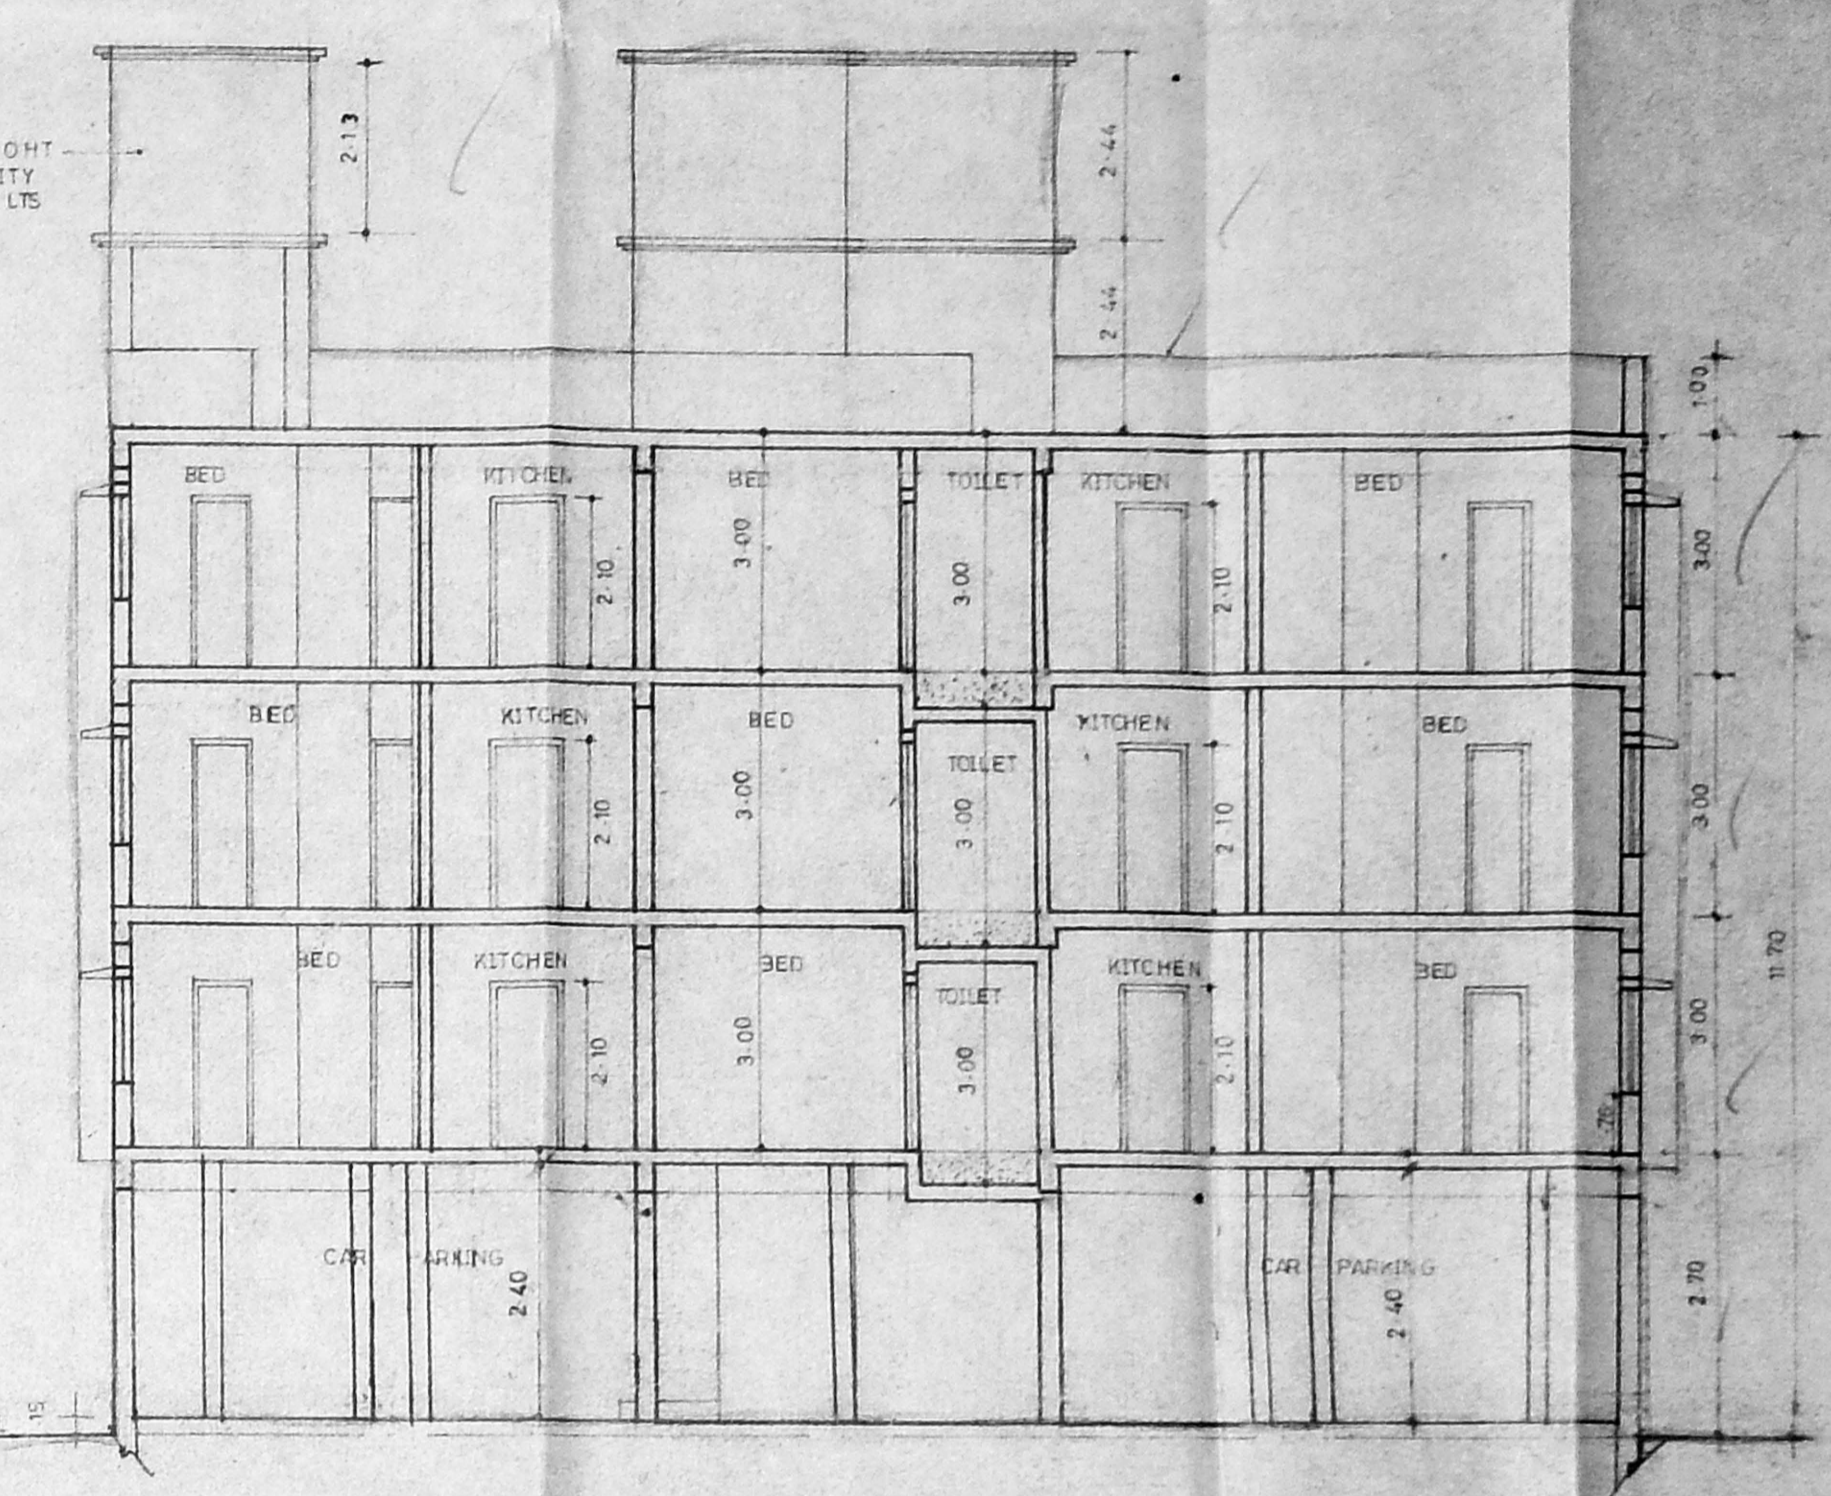 OHT
ITY
LTS
2.13
2.44
2.44
1.00
BED
KITCHEN
BED
TOILET
KITCHEN
BED
3.00
3.00
2.10
2.10
3.00
BED
KITCHEN
BED
TOILET
KITCHEN
BED
3.00
3.00
2.10
2.10
3.00
BED
KITCHEN
BED
TOILET
KITCHEN
BED
3.00
3.00
2.10
2.10
3.00
11.70
CAR PARKING
2.40
CAR PARKING
2.40
2.70
15